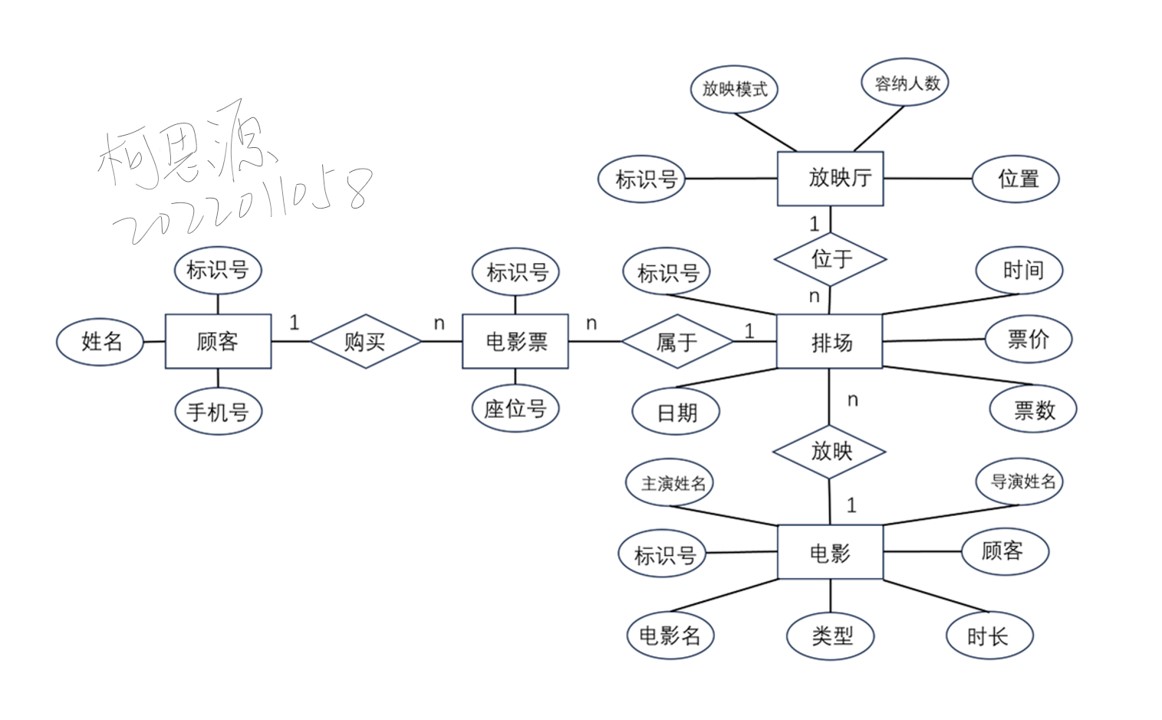 放映模式
容纳人数
柯思源
2022011058
标识号
放映厅
位置
1
位于
n
标识号
标识号
标识号
时间
姓名
顾客
1
购买
n
电影票
n
属于
1
排场
票价
手机号
座位号
日期
n
票数
放映
主演姓名
1
导演姓名
标识号
电影
顾客
电影名
类型
时长